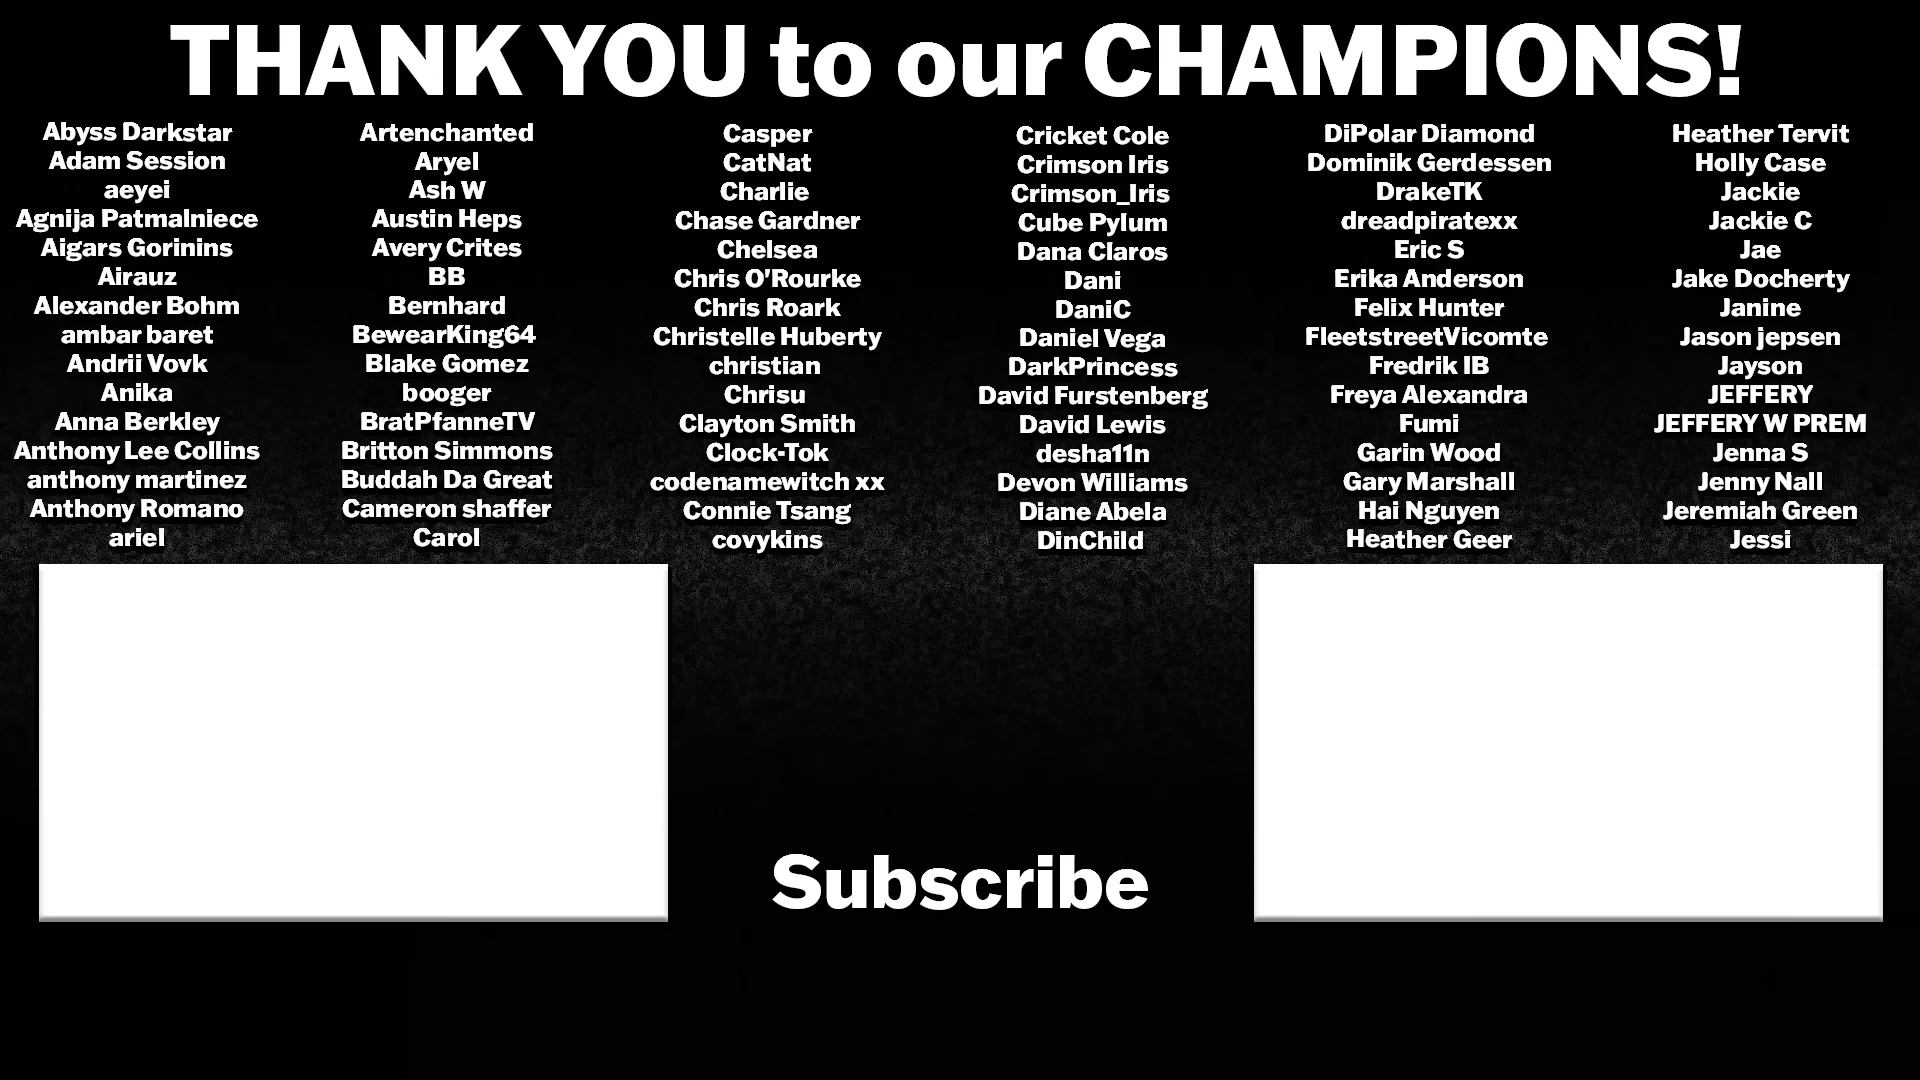 THANK YOU to our CHAMPIONS!
Abyss Darkstar
Adam Session
aeyei
Agnija Patmalniece
Aigars Gorinins
Airauz
Alexander Bohm
ambar baret
Andrii Vovk
Anika
Anna Berkley
Anthony Lee Collins
anthony martinez
Anthony Romano
ariel
Artenchanted
Aryel
Ash W
Austin Heps
Avery Crites
BB
Bernhard
BewearKing64
Blake Gomez
booger
BratPfanneTV
Britton Simmons
Buddah Da Great
Cameron shaffer
Carol
Casper
CatNat
Charlie
Chase Gardner
Chelsea
Chris O'Rourke
Chris Roark
Christelle Huberty
christian
Chrisu
Clayton Smith
Clock-Tok
codenamewitch xx
Connie Tsang
covykins
Cricket Cole
Crimson Iris
Crimson_Iris
Cube Pylum
Dana Claros
Dani
DaniC
Daniel Vega
DarkPrincess
David Furstenberg
David Lewis
desha11n
Devon Williams
Diane Abela
DinChild
DiPolar Diamond
Dominik Gerdessen
DrakeTK
dreadpiratexx
Eric S
Erika Anderson
Felix Hunter
FleetstreetVicomte
Fredrik IB
Freya Alexandra
Fumi
Garin Wood
Gary Marshall
Hai Nguyen
Heather Geer
Heather Tervit
Holly Case
Jackie
Jackie C
Jae
Jake Docherty
Janine
Jason jepsen
Jayson
JEFFERY
JEFFERY W PREM
Jenna S
Jenny Nall
Jeremiah Green
Jessi
Subscribe